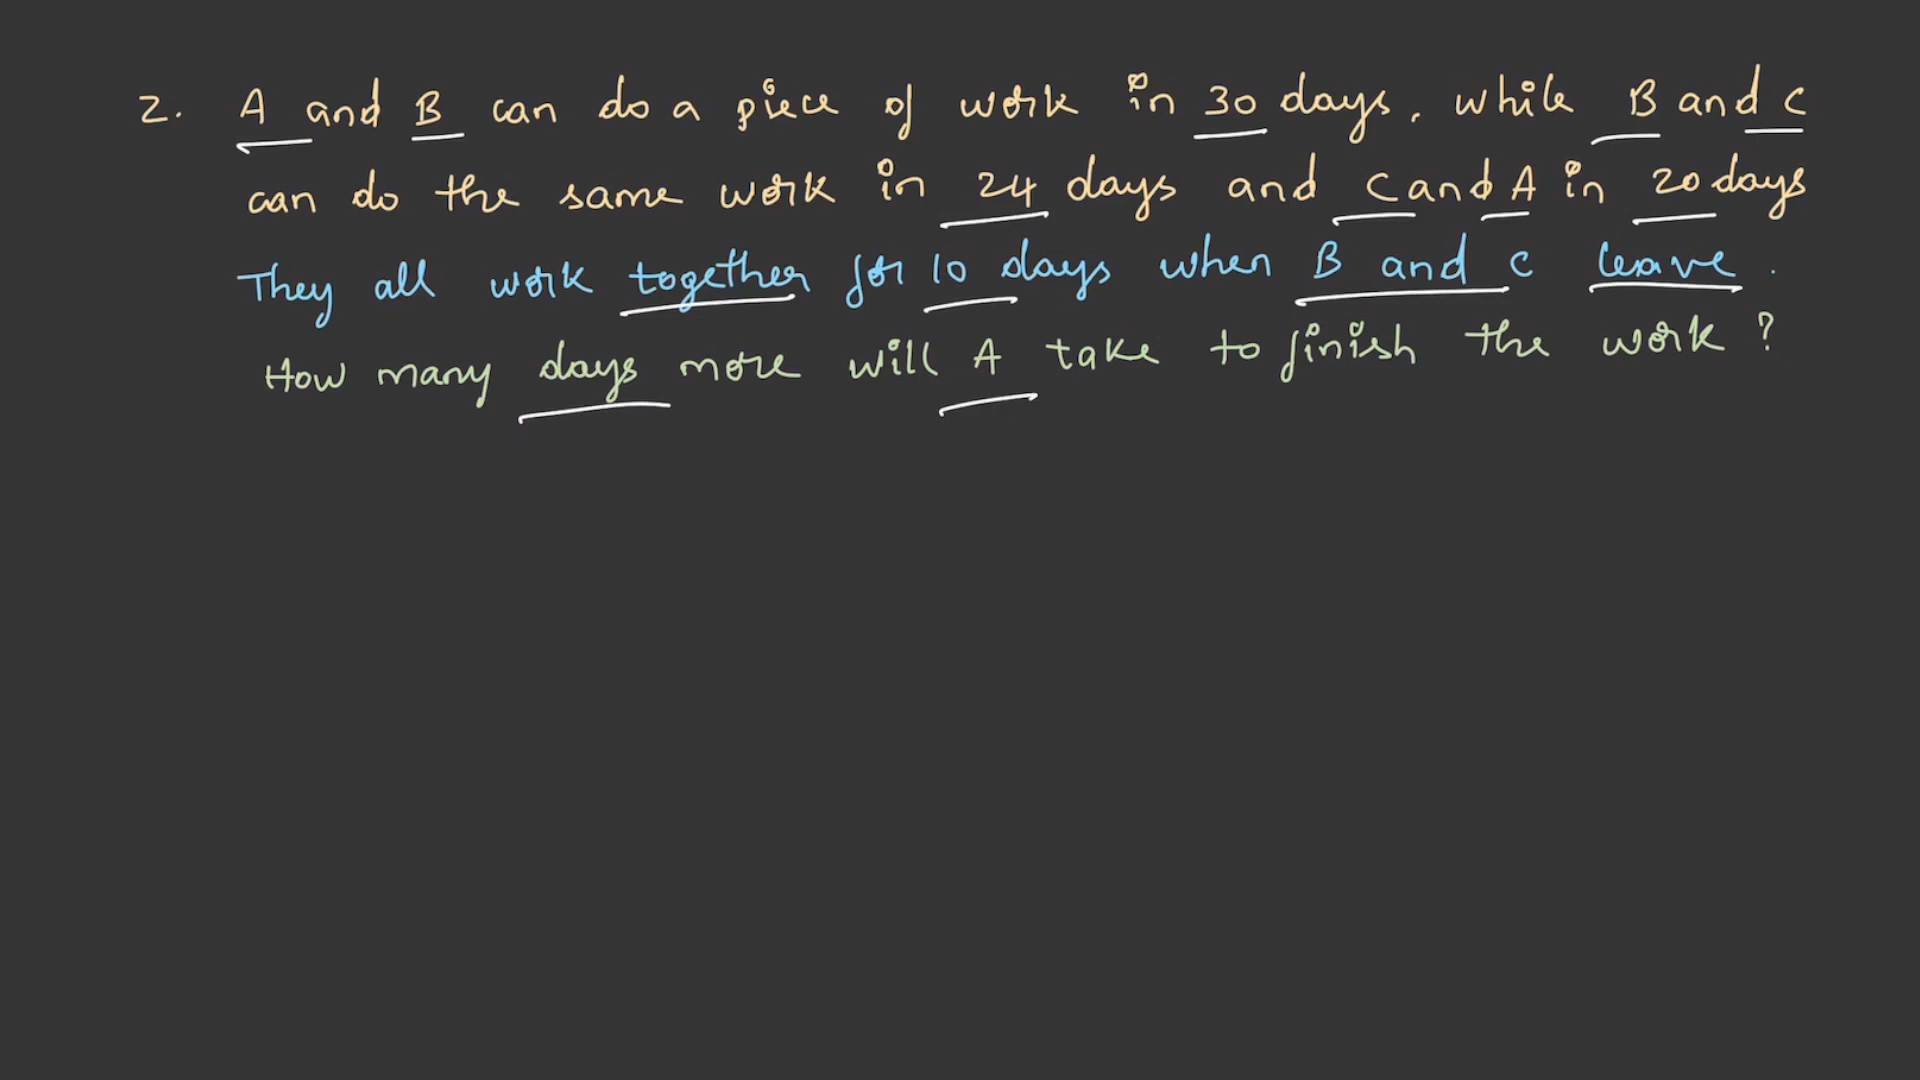 2. A and B can do a piece of work in 30 days, while B and C
can do the same work in 24 days and C and A in 20 days
They all work together for 10 days when B and C leave.
How many days more will A take to finish the work?